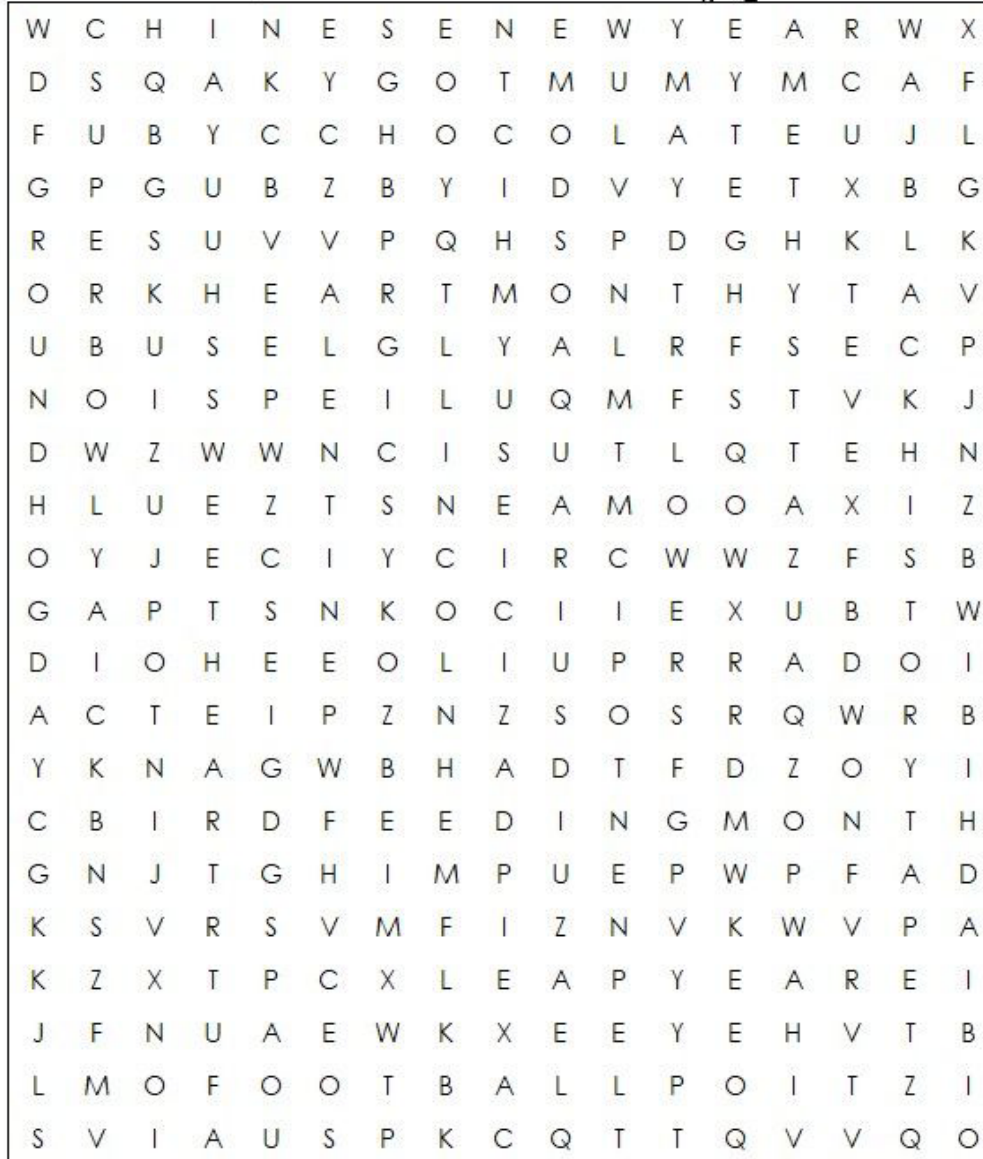 W C H I N E S E N E W Y E A R W X
D S Q A K Y G O T M U M Y M C A F
F U B Y C C H O C O L A T E U J L
G P G U B Z B Y I D V Y E T X B G
R E S U V V P Q H S P D G H K L K
O R K H E A R T M O N T H Y T A V
U B U S E L G L Y A L R F S E C P
N O I S P E I L U Q M F S T V K J
D W Z W W N C I S U T L Q T E H N
H L U E Z T S N E A M O O A X I Z
O Y J E C I Y C I R C W W Z F S B
G A P T S N K O C I I E X U B T W
D I O H E E O L I U P R R A D O I
A C T E I P Z N Z S O S R Q W R B
Y K N A G W B H A D T F D Z O Y I
C B I R D F E E D I N G M O N T H
G N J T G H I M P U E P W P F A D
K S V R S V M F I Z N V K W V P A
K Z X T P C X L E A P Y E A R E I
J F N U A E W K X E E Y E H V T B
L M O F O O T B A L L P O I T Z I
S V I A U S P K C Q T T Q V V Q O